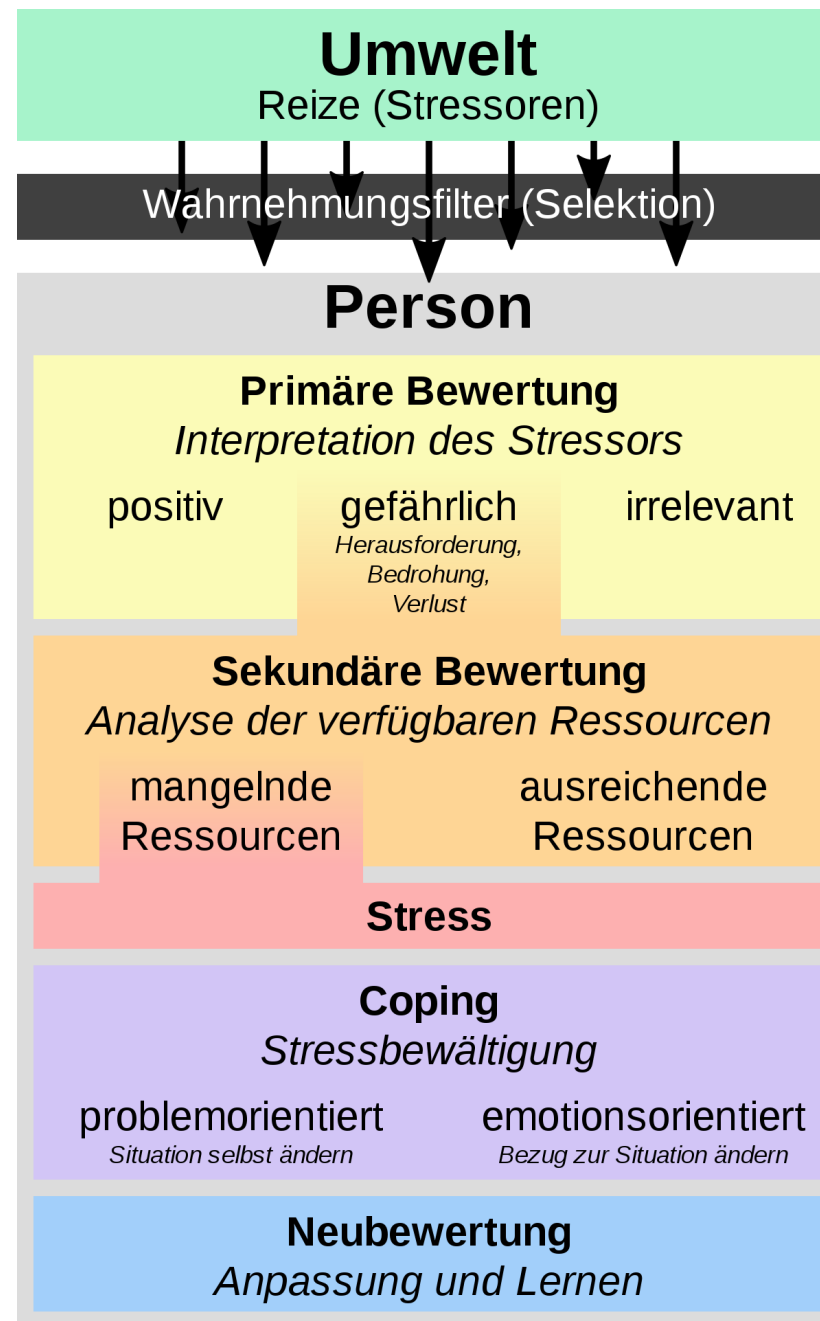 Umwelt
Reize (Stressoren)
Wahrnehmungsfilter (Selektion)
Person
Primäre Bewertung
Interpretation des Stressors
positiv
gefährlich
irrelevant
Herausforderung,
Bedrohung,
Verlust
Sekundäre Bewertung
Analyse der verfügbaren Ressourcen
mangelnde
Ressourcen
ausreichende
Ressourcen
Stress
Coping
Stressbewältigung
problemorientiert
Situation selbst ändern
emotionsorientiert
Bezug zur Situation ändern
Neubewertung
Anpassung und Lernen